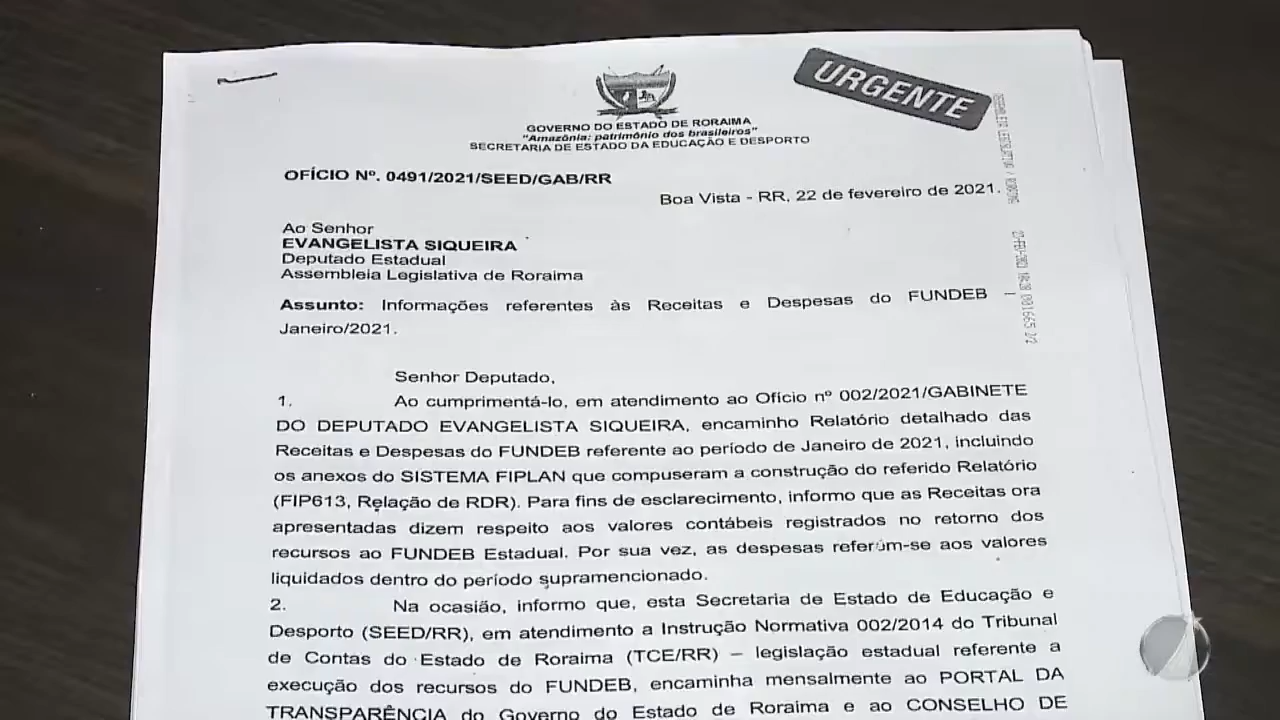 URGENTE
GOVERNO DO ESTADO DE RORAIMA
"Amazônia: patrimônio dos brasileiros"
SECRETARIA DE ESTADO DA EDUCAÇÃO E DESPORTO
OFÍCIO Nº. 0491/2021/SEED/GAB/RR
Boa Vista - RR, 22 de fevereiro de 2021.
Ao Senhor
EVANGELISTA SIQUEIRA
Deputado Estadual
Assembleia Legislativa de Roraima
Assunto: Informações referentes às Receitas e Despesas do FUNDEB –
Janeiro/2021.
Senhor Deputado,
1. Ao cumprimentá-lo, em atendimento ao Ofício nº 002/2021/GABINETE
DO DEPUTADO EVANGELISTA SIQUEIRA, encaminho Relatório detalhado das
Receitas e Despesas do FUNDEB referente ao período de Janeiro de 2021, incluindo
os anexos do SISTEMA FIPLAN que compuseram a construção do referido Relatório
(FIP613, Relação de RDR). Para fins de esclarecimento, informo que as Receitas ora
apresentadas dizem respeito aos valores contábeis registrados no retorno dos
recursos ao FUNDEB Estadual. Por sua vez, as despesas referem-se aos valores
liquidados dentro do período supramencionado.
2. Na ocasião, informo que, esta Secretaria de Estado de Educação e
Desporto (SEED/RR), em atendimento a Instrução Normativa 002/2014 do Tribunal
de Contas do Estado de Roraima (TCE/RR) – legislação estadual referente a
execução dos recursos do FUNDEB, encaminha mensalmente ao PORTAL DA
TRANSPARÊNCIA do Governo do Estado de Roraima e ao CONSELHO DE